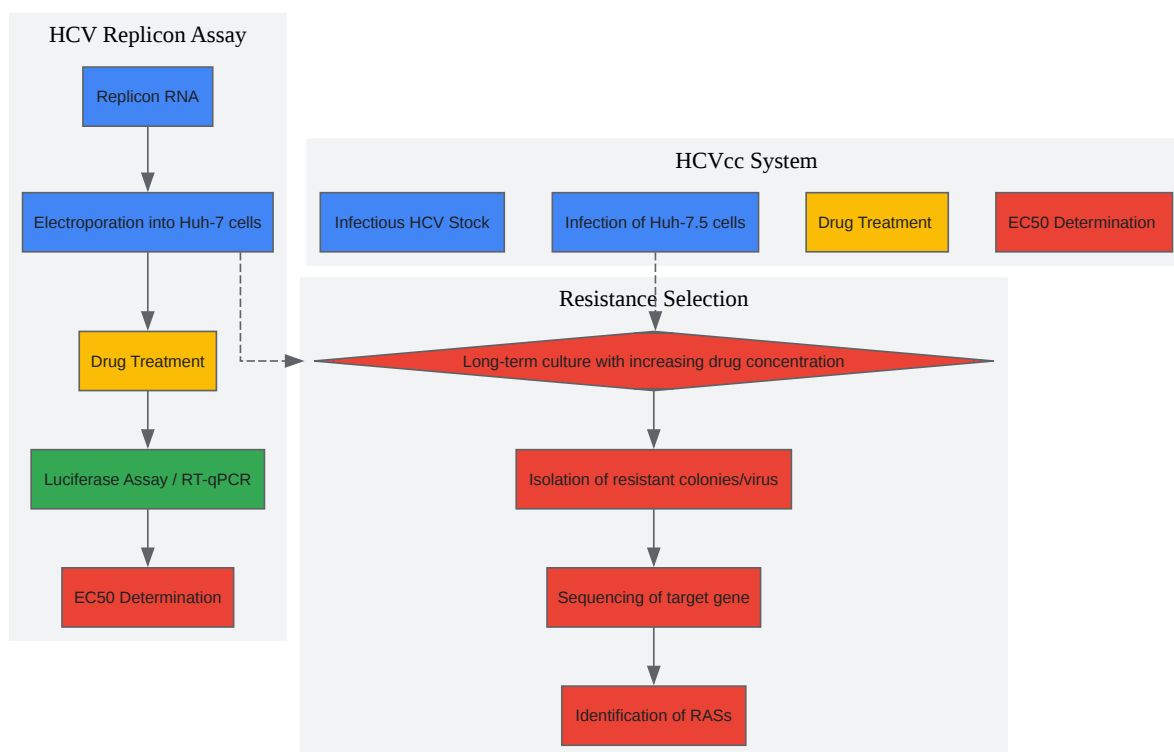 HCV Replicon Assay
Replicon RNA
Electroporation into Huh-7 cells
Drug Treatment
Luciferase Assay / RT-qPCR
EC50 Determination
HCVcc System
Infectious HCV Stock
Infection of Huh-7.5 cells
Drug Treatment
EC50 Determination
Resistance Selection
Long-term culture with increasing drug concentration
Isolation of resistant colonies/virus
Sequencing of target gene
Identification of RASs